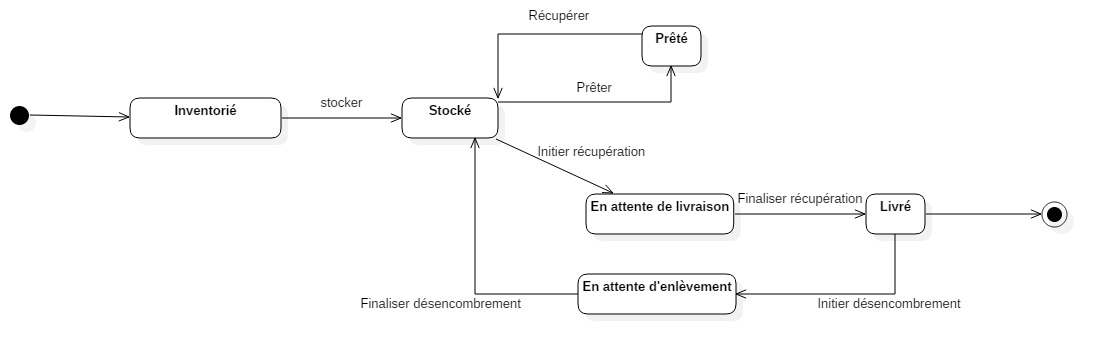 Récupérer
Prêté
Prêter
Inventorié
stocker
Stocké
Initier récupération
En attente de livraison
Finaliser récupération
Livré
En attente d'enlèvement
Finaliser désencombrement
Initier désencombrement